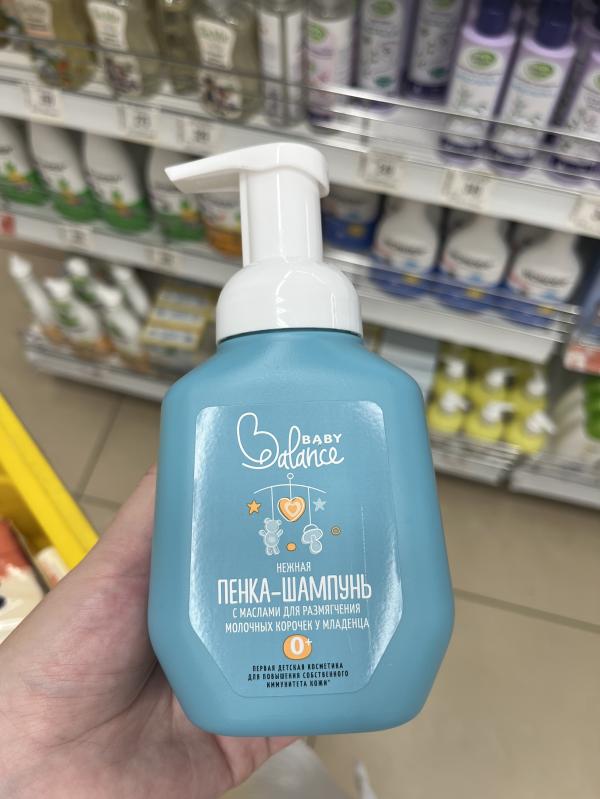 BABY
Balance
НЕЖНАЯ
ПЕНКА-ШАМПУНЬ
С МАСЛАМИ ДЛЯ РАЗМЯГЧЕНИЯ
МОЛОЧНЫХ КОРОЧЕК У МЛАДЕНЦА
0+
ПЕРВАЯ ДЕТСКАЯ КОСМЕТИКА
ДЛЯ ПОВЫШЕНИЯ СОБСТВЕННОГО
ИММУНИТЕТА КОЖИ*